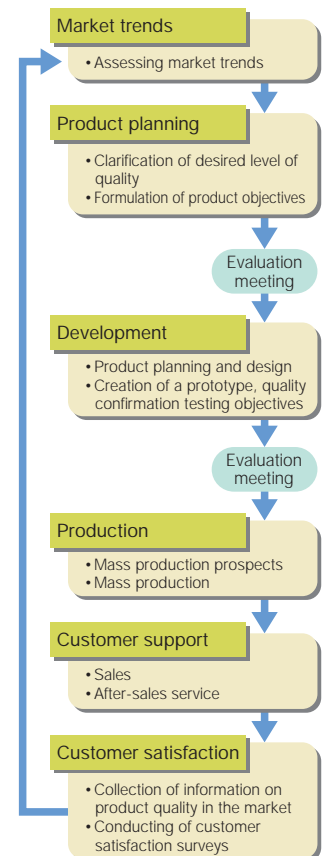 Market trends
• Assessing market trends
Product planning
• Clarification of desired level of
quality
• Formulation of product objectives
Evaluation
meeting
Development
• Product planning and design
• Creation of a prototype, quality
confirmation testing objectives
Evaluation
meeting
Production
• Mass production prospects
• Mass production
Customer support
• Sales
• After-sales service
Customer satisfaction
• Collection of information on
product quality in the market
• Conducting of customer
satisfaction surveys